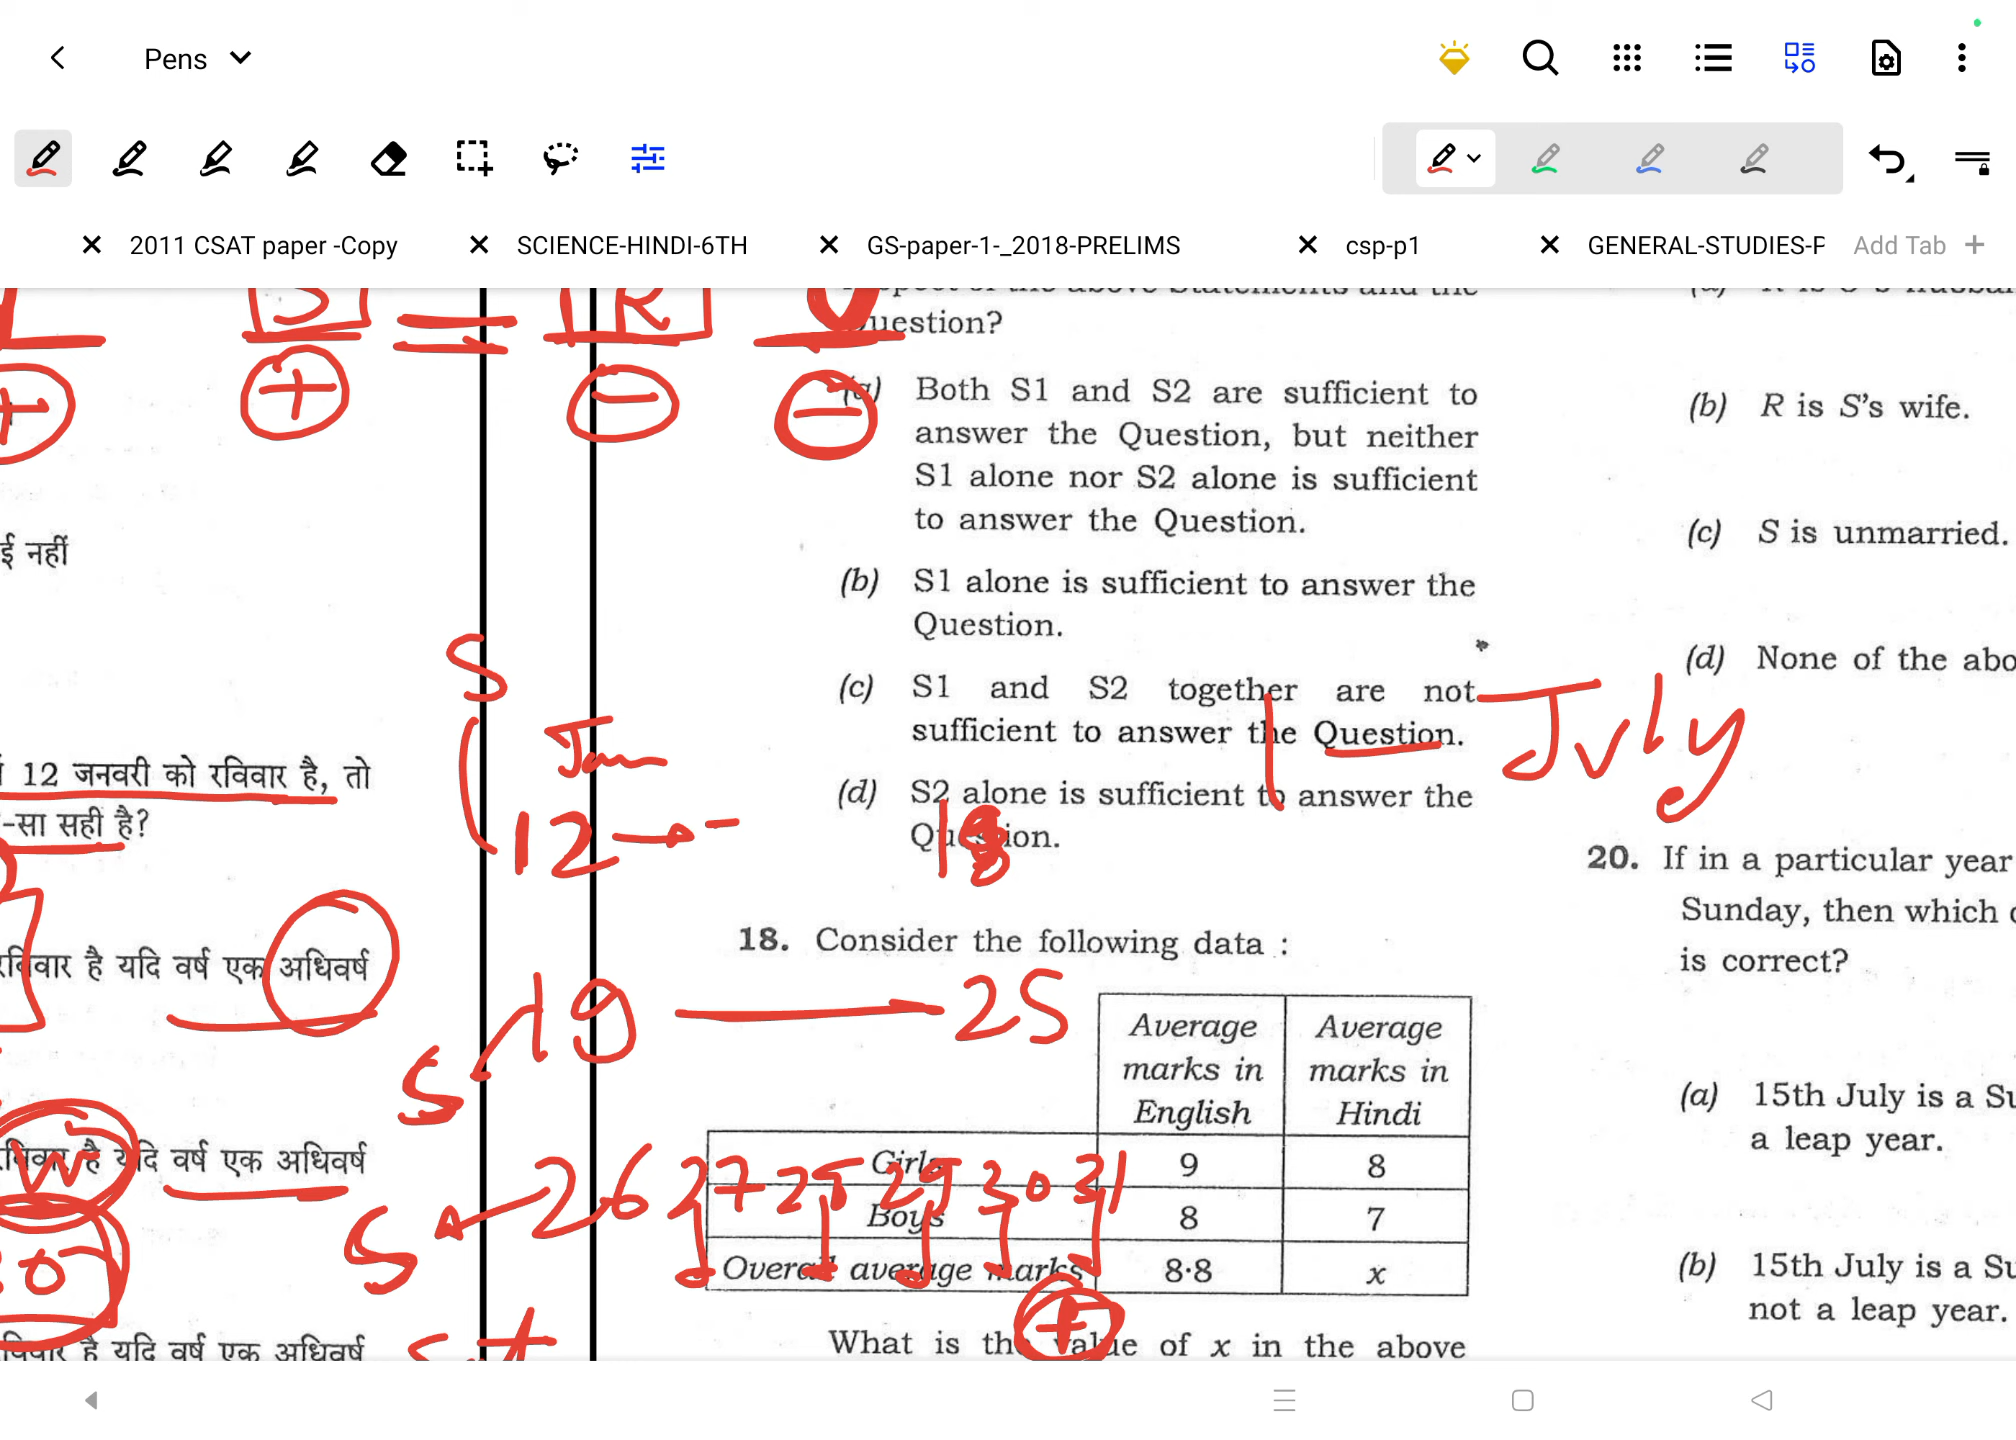 Pens
2011 CSAT paper -Copy
SCIENCE-HINDI-6TH
GS-paper-1-_2018-PRELIMS
csp-p1
GENERAL-STUDIES-P
Add Tab
S
R
ई नहीं
12 जनवरी को रविवार है, तो
-सा सही है?
है यदि वर्ष एक अधिवर्ष
है यदि वर्ष एक अधिवर्ष
है यदि वर्ष एक अधिवर्ष
S
Jan
12
19
25
S
26 27 28 29 30 31
S
Sat
W
above Statements and the
Question?
(a) Both S1 and S2 are sufficient to
answer the Question, but neither
S1 alone nor S2 alone is sufficient
to answer the Question.
(b) S1 alone is sufficient to answer the
Question.
(c) S1 and S2 together are not
sufficient to answer the Question.
(d) S2 alone is sufficient to answer the
Question.
1 July
18. Consider the following data :
Average marks in English
Average marks in Hindi
Girls 9 8
Boys 8 7
Overall average marks 8·8 x
What is the value of x in the above
(b) R is S's wife.
(c) S is unmarried.
(d) None of the abo
20. If in a particular year
Sunday, then which o
is correct?
(a) 15th July is a Su
a leap year.
(b) 15th July is a Su
not a leap year.